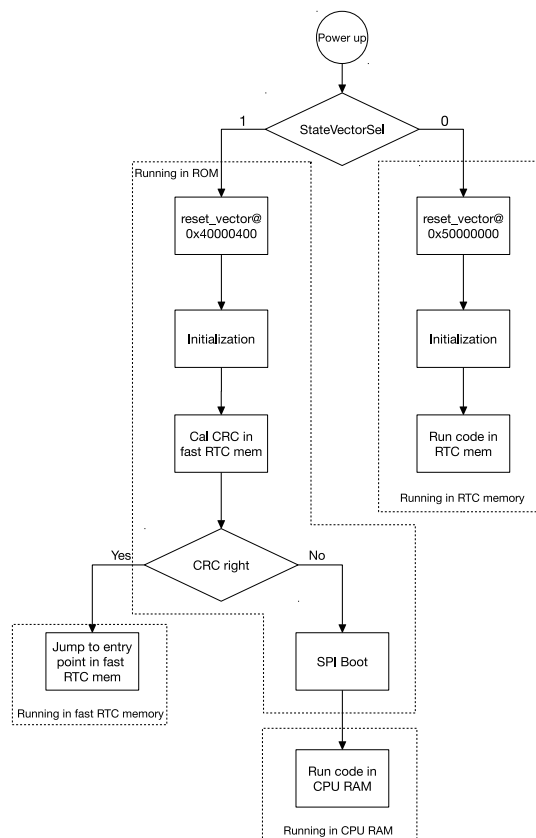 Power up
StateVectorSel
1
0
Running in ROM
reset_vector@
0x40000400
reset_vector@
0x50000000
Initialization
Initialization
Cal CRC in
fast RTC mem
Run code in
RTC mem
Running in RTC memory
Yes
CRC right
No
Jump to entry
point in fast
RTC mem
SPI Boot
Running in fast RTC memory
Run code in
CPU RAM
Running in CPU RAM